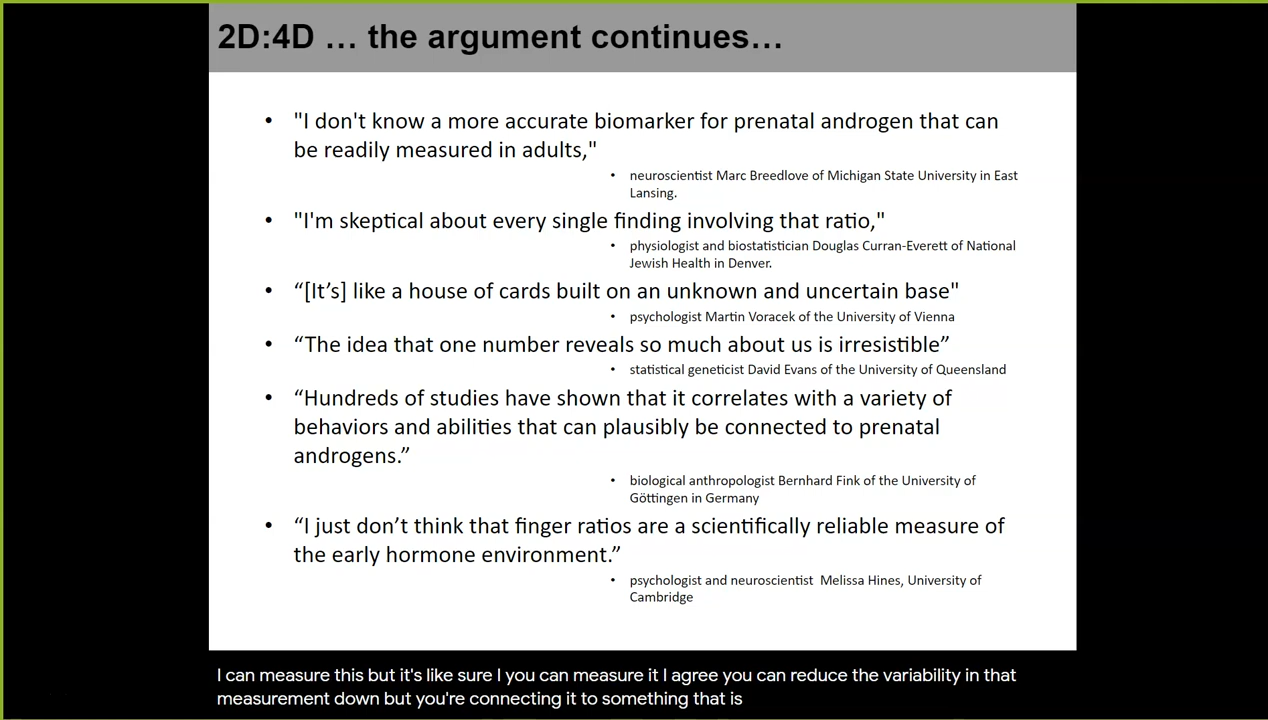 2D:4D … the argument continues…
• "I don't know a more accurate biomarker for prenatal androgen that can
be readily measured in adults,"
• neuroscientist Marc Breedlove of Michigan State University in East
Lansing.
• "I'm skeptical about every single finding involving that ratio,"
• physiologist and biostatistician Douglas Curran-Everett of National
Jewish Health in Denver.
• “[It’s] like a house of cards built on an unknown and uncertain base"
• psychologist Martin Voracek of the University of Vienna
• “The idea that one number reveals so much about us is irresistible”
• statistical geneticist David Evans of the University of Queensland
• “Hundreds of studies have shown that it correlates with a variety of
behaviors and abilities that can plausibly be connected to prenatal
androgens.”
• biological anthropologist Bernhard Fink of the University of
Göttingen in Germany
• “I just don’t think that finger ratios are a scientifically reliable measure of
the early hormone environment.”
• psychologist and neuroscientist  Melissa Hines, University of
Cambridge
I can measure this but it's like sure I you can measure it I agree you can reduce the variability in that
measurement down but you're connecting it to something that is